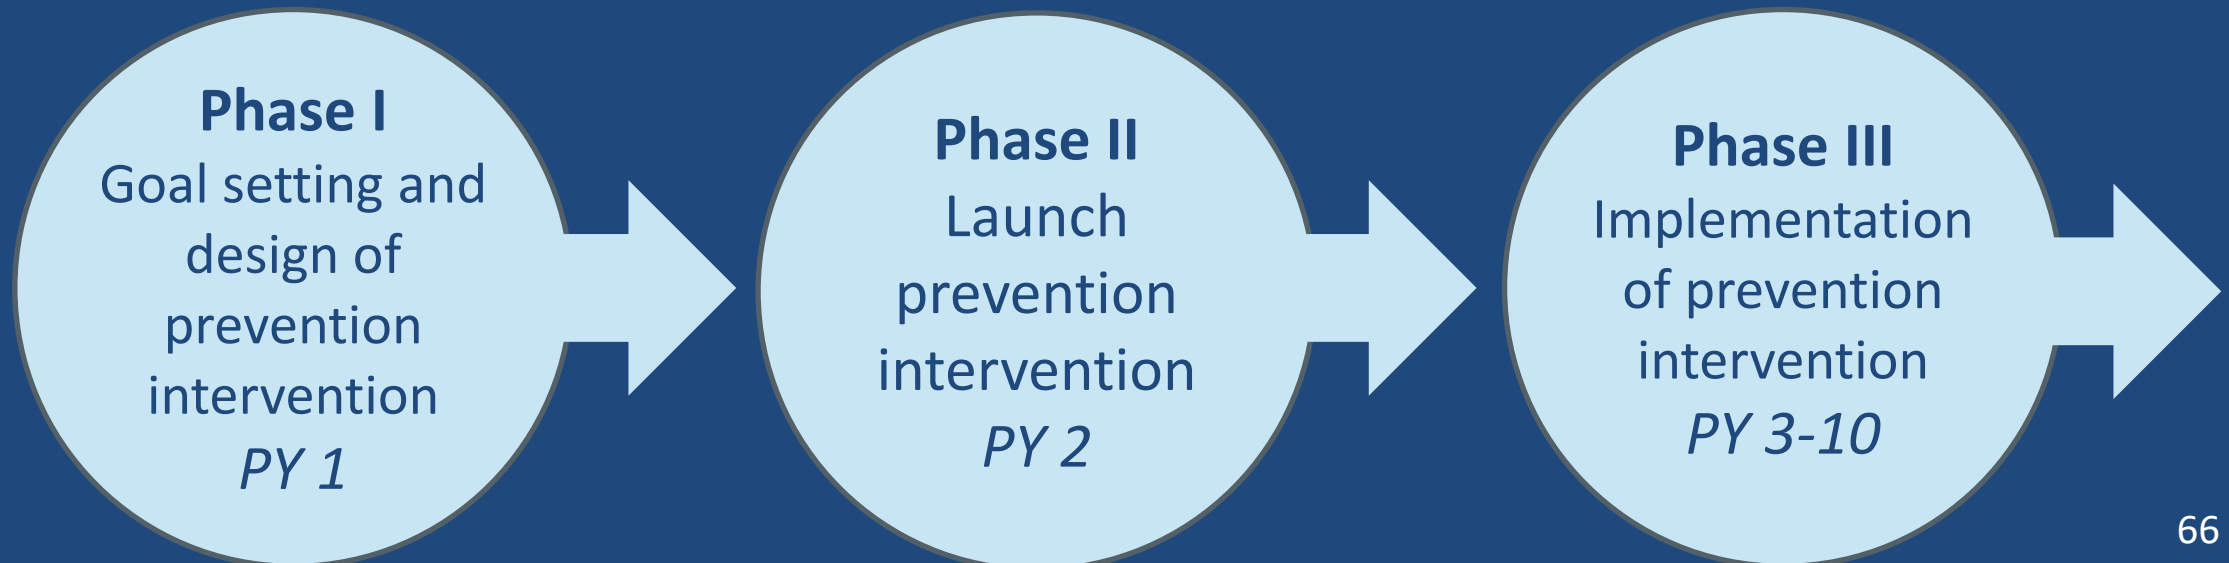 Phase I
Goal setting and
design of
prevention
intervention
PY 1
Phase II
Launch
prevention
intervention
PY 2
Phase III
Implementation
of prevention
intervention
PY 3-10
66